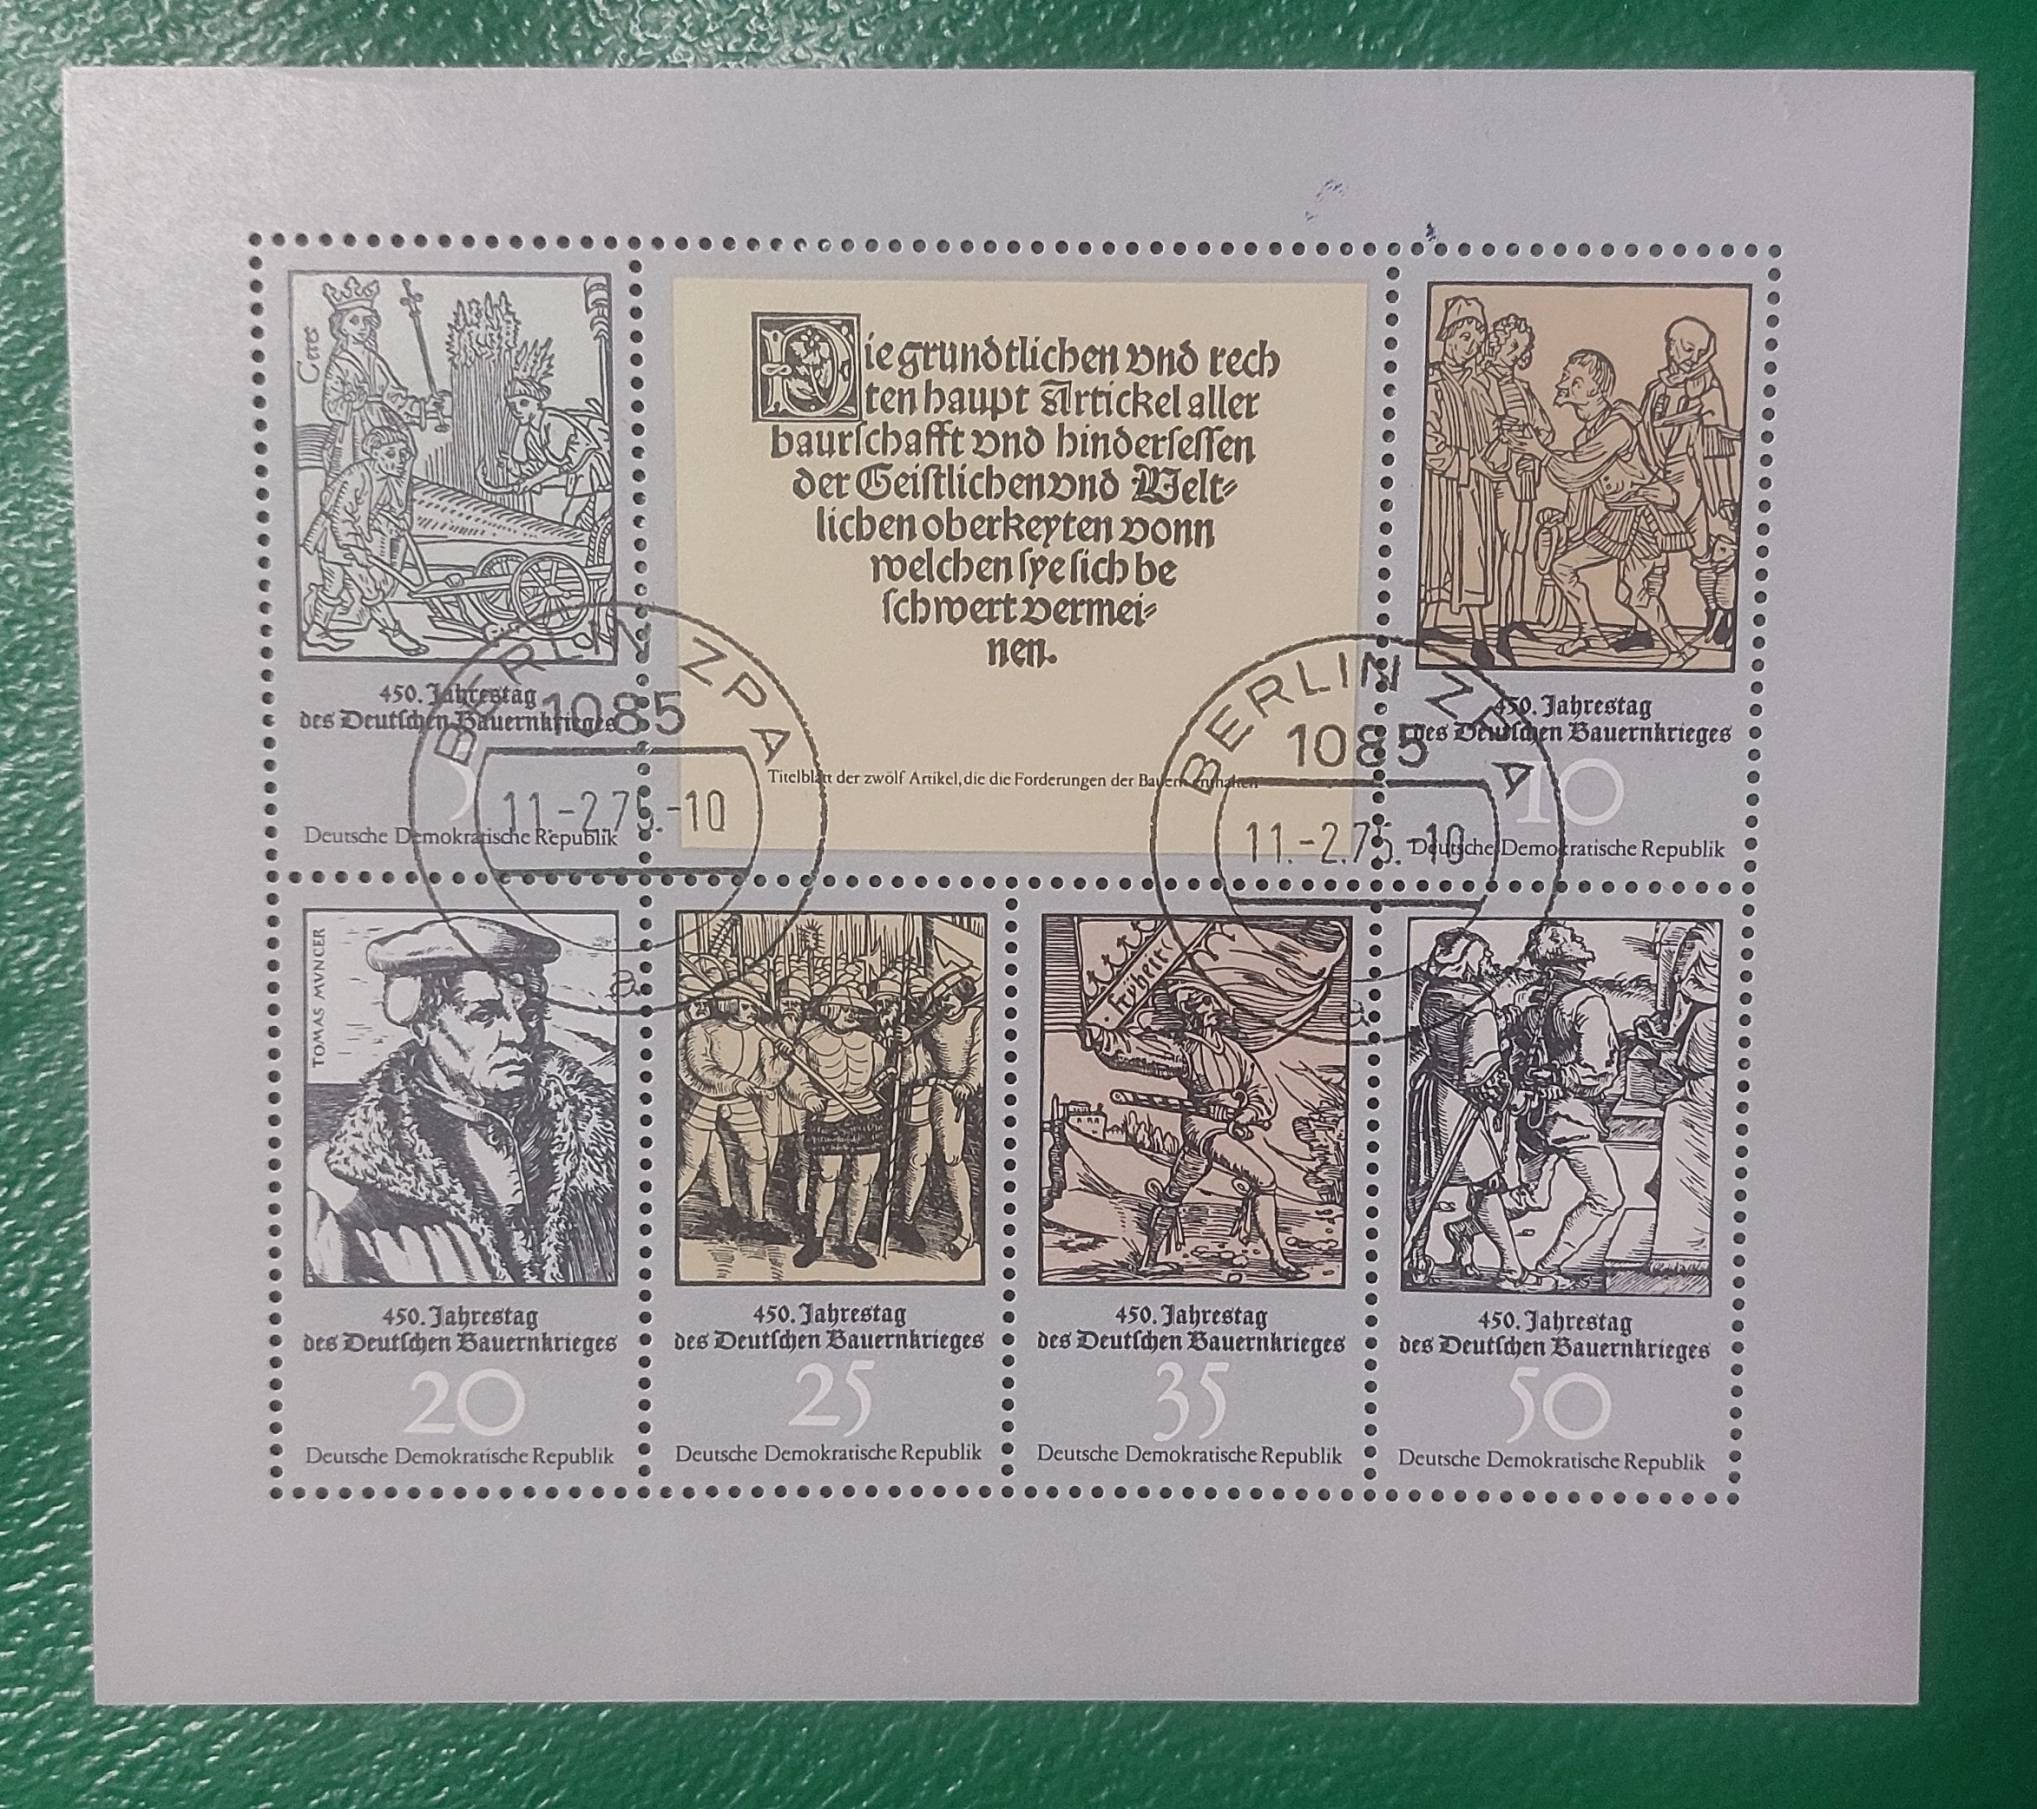 Ceres
450. Jahrestag
des Deutschen Bauernkrieges
5
Deutsche Demokratische Republik
Die grundtlichen vnd rech
ten haupt Artickel aller
baurschafft vnd hindersessen
der Geistlichen vnd Welt⸗
lichen oberkeyten vonn
welchen sye sich be
schwert vermei⸗
nen.
Titelblatt der zwölf Artikel, die die Forderungen der Bauern enthalten
450. Jahrestag
des Deutschen Bauernkrieges
10
Deutsche Demokratische Republik
BERLIN ZPA
1085
11.-2.75.-10
a
BERLIN ZPA
1085
11.-2.75.-10
a
TOMAS MVNCER
450. Jahrestag
des Deutschen Bauernkrieges
20
Deutsche Demokratische Republik
450. Jahrestag
des Deutschen Bauernkrieges
25
Deutsche Demokratische Republik
Fryheit
450. Jahrestag
des Deutschen Bauernkrieges
35
Deutsche Demokratische Republik
450. Jahrestag
des Deutschen Bauernkrieges
50
Deutsche Demokratische Republik